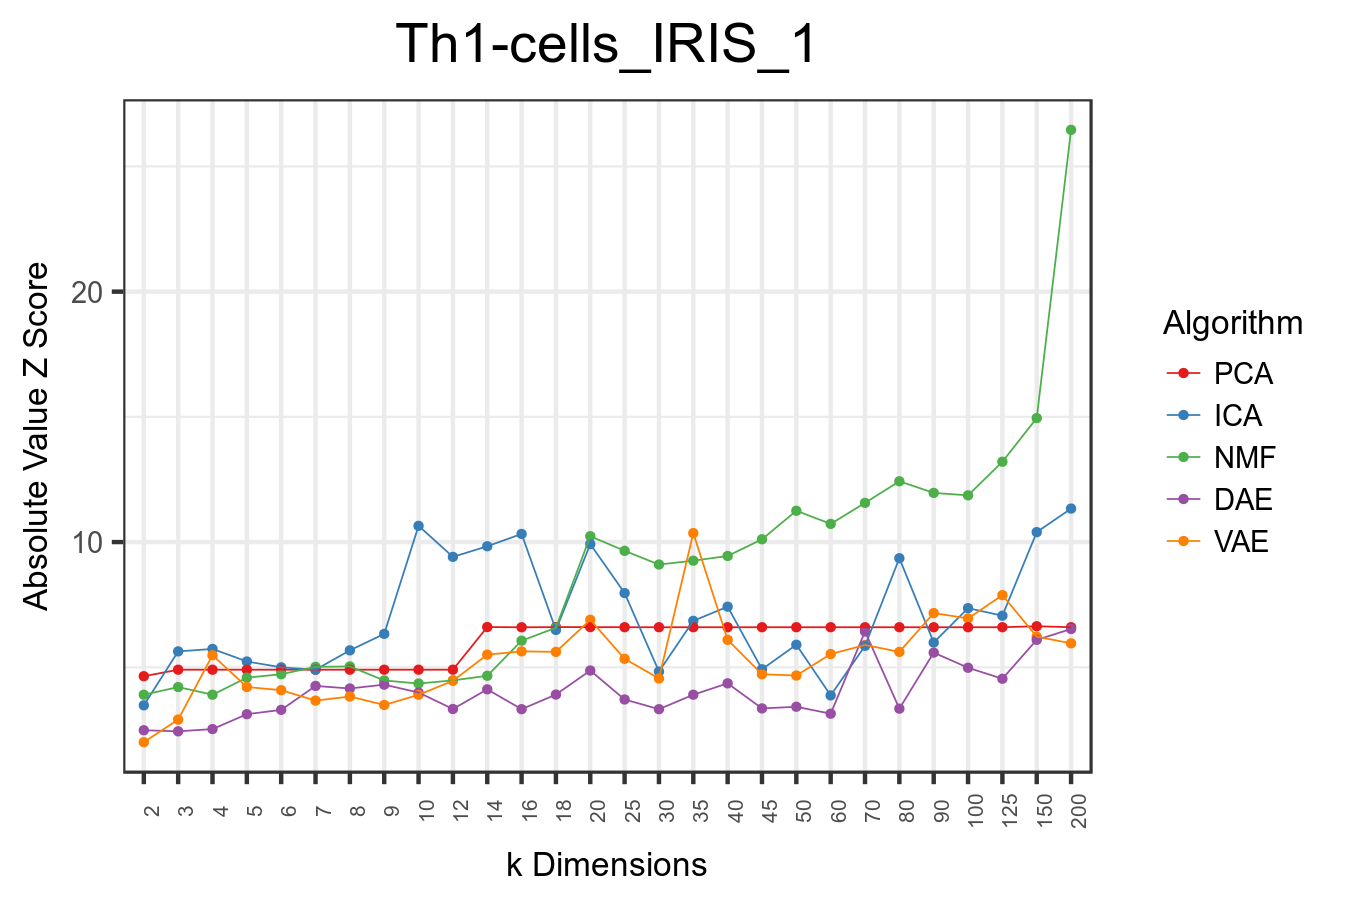 Th1-cells_IRIS_1
Absolute Value Z Score
20
10
2 3 4 5 6 7 8 9 10 12 14 16 18 20 25 30 35 40 45 50 60 70 80 90 100 125 150 200
k Dimensions
Algorithm
PCA
ICA
NMF
DAE
VAE